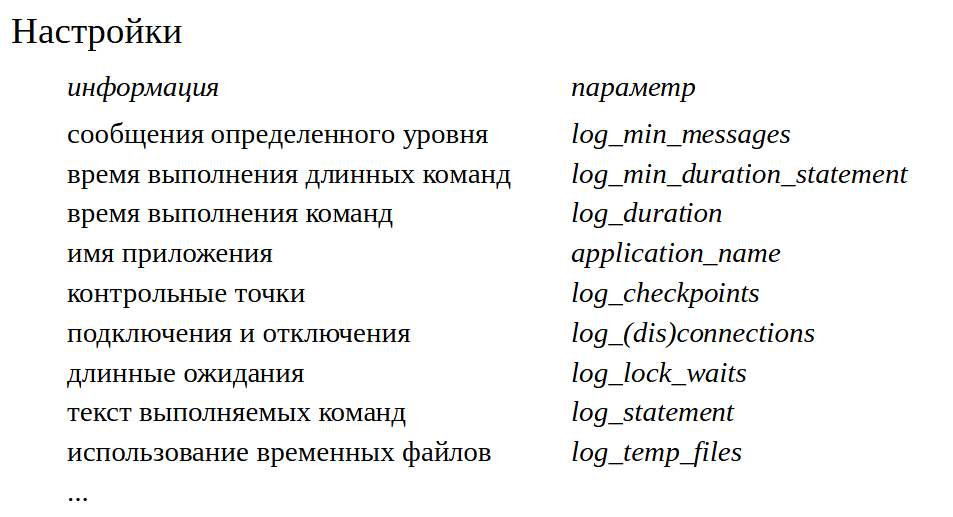 Настройки
информация параметр
сообщения определенного уровня log_min_messages
время выполнения длинных команд log_min_duration_statement
время выполнения команд log_duration
имя приложения application_name
контрольные точки log_checkpoints
подключения и отключения log_(dis)connections
длинные ожидания log_lock_waits
текст выполняемых команд log_statement
использование временных файлов log_temp_files
...